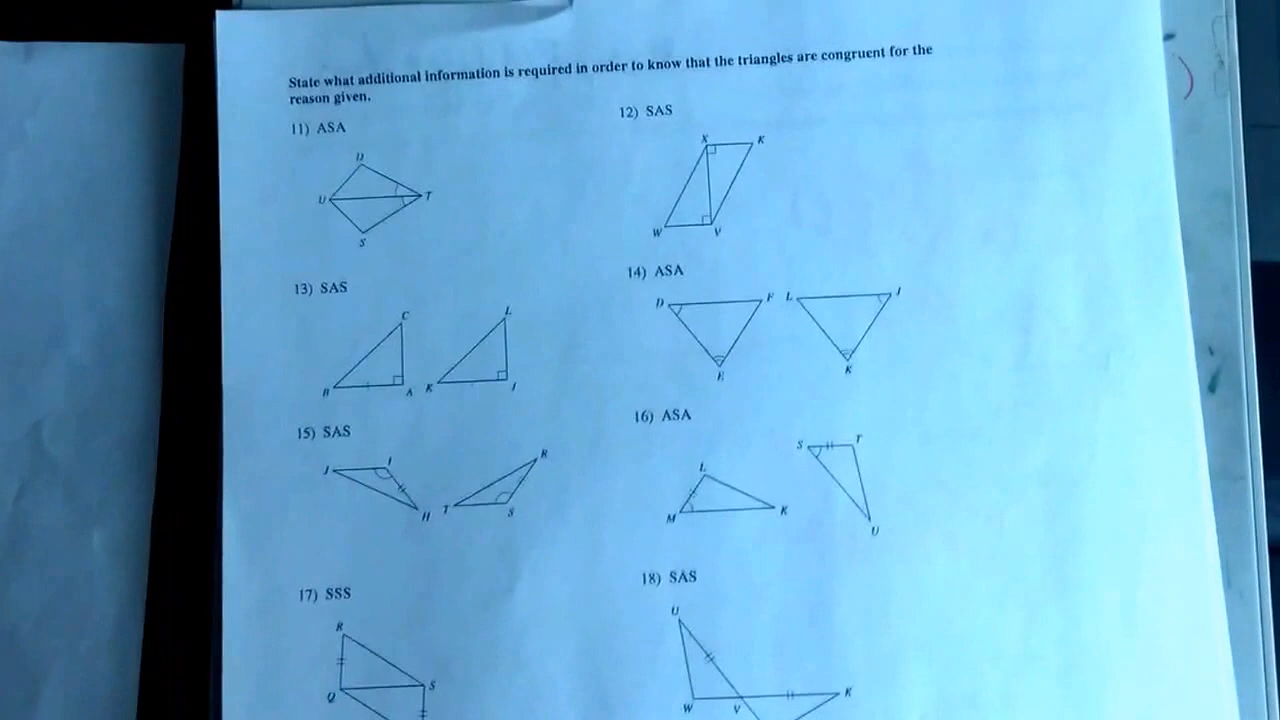 State what additional information is required in order to know that the triangles are congruent for the
reason given.
11) ASA
12) SAS
D
U
T
S
X
K
W
V
13) SAS
14) ASA
C
B
A
L
K
J
D
F
E
L
J
K
15) SAS
16) ASA
J
I
H
R
T
S
L
M
K
S
T
U
17) SSS
18) SAS
R
Q
S
U
W
V
K